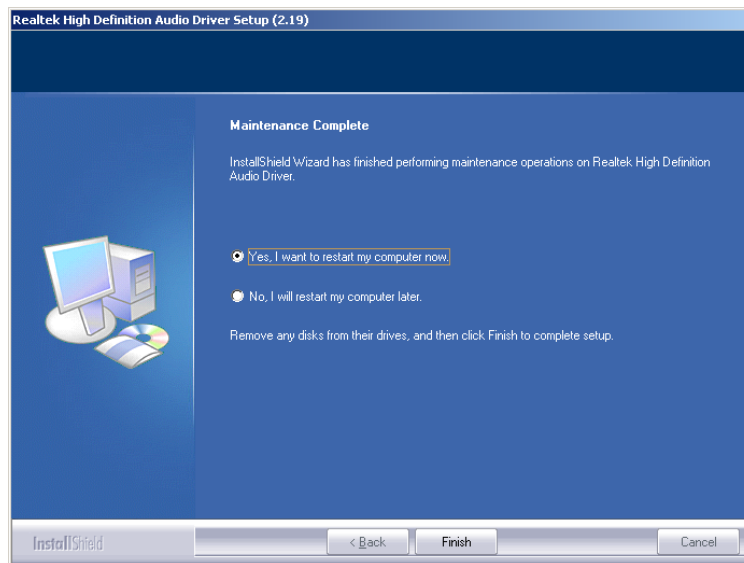 Realtek High Definition Audio Driver Setup (2.19)
Maintenance Complete
InstallShield Wizard has finished performing maintenance operations on Realtek High Definition
Audio Driver.
Yes, I want to restart my computer now.
No, I will restart my computer later.
Remove any disks from their drives, and then click Finish to complete setup.
InstallShield
< Back
Finish
Cancel